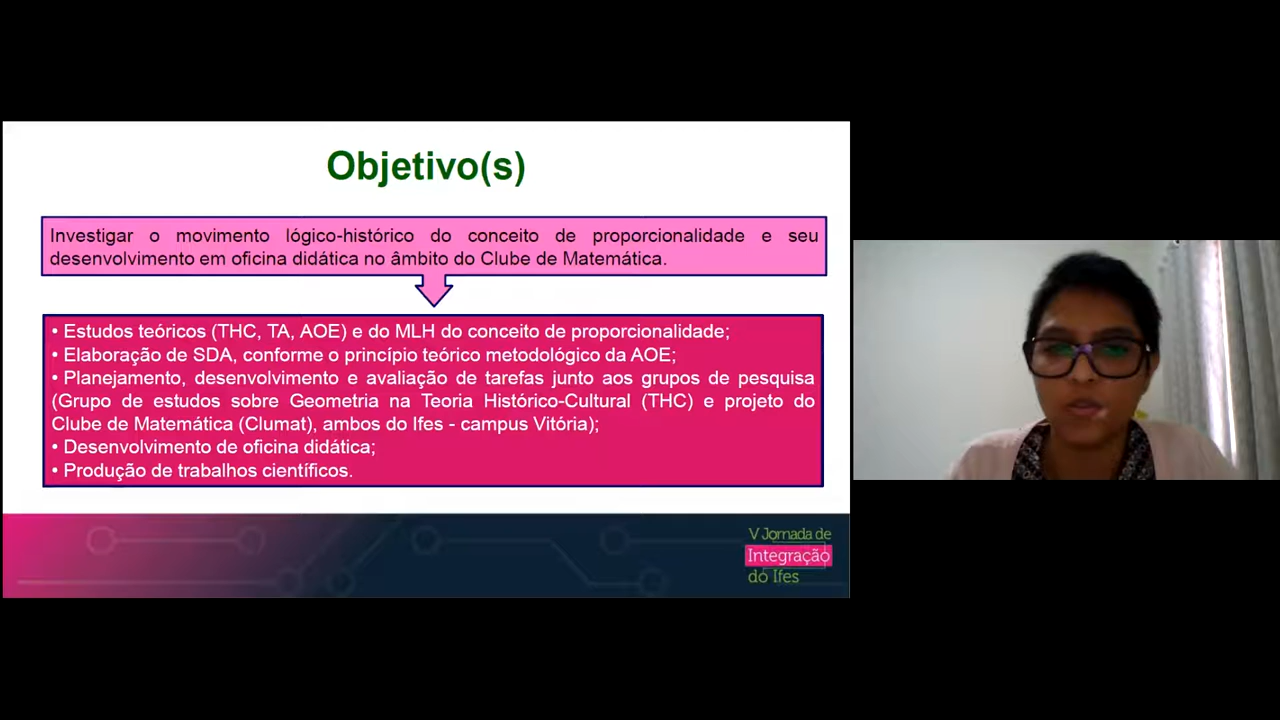 Objetivo(s)
Investigar o movimento lógico-histórico do conceito de proporcionalidade e seu
desenvolvimento em oficina didática no âmbito do Clube de Matemática.
• Estudos teóricos (THC, TA, AOE) e do MLH do conceito de proporcionalidade;
• Elaboração de SDA, conforme o princípio teórico metodológico da AOE;
• Planejamento, desenvolvimento e avaliação de tarefas junto aos grupos de pesquisa
(Grupo de estudos sobre Geometria na Teoria Histórico-Cultural (THC) e projeto do
Clube de Matemática (Clumat), ambos do Ifes - campus Vitória);
• Desenvolvimento de oficina didática;
• Produção de trabalhos científicos.
V Jornada de
Integração
do Ifes